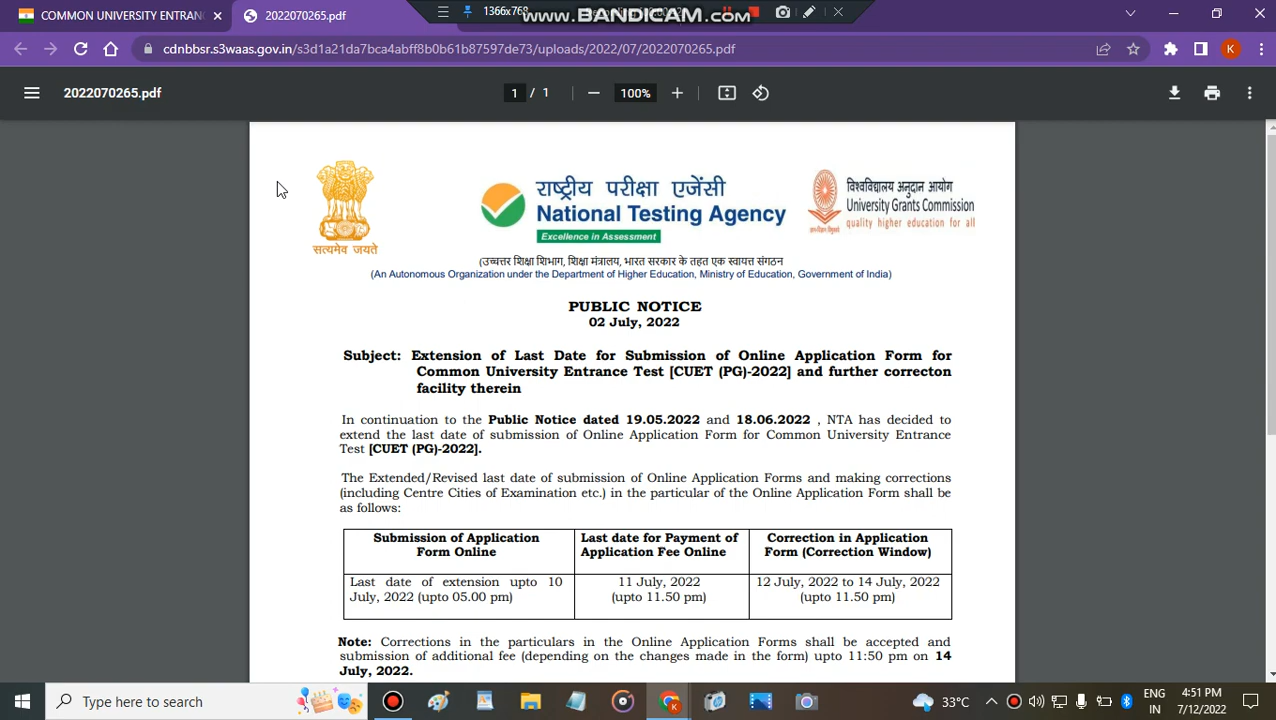 COMMON UNIVERSITY ENTRAN
2022070265.pdf
1366x768
www.BANDICAM.com
cdnbbsr.s3waas.gov.in/s3d1a21da7bca4abff8b0b61b87597de73/uploads/2022/07/2022070265.pdf
K
2022070265.pdf
1 / 1
100%
सत्यमेव जयते
राष्ट्रीय परीक्षा एजेंसी
National Testing Agency
Excellence in Assessment
विश्वविद्यालय अनुदान आयोग
University Grants Commission
quality higher education for all
(उच्चत्तर शिक्षा शिभाग, शिक्षा मंत्रालय, भारत सरकार के तहत एक स्वायत्त संगठन
(An Autonomous Organization under the Department of Higher Education, Ministry of Education, Government of India)
PUBLIC NOTICE
02 July, 2022
Subject: Extension of Last Date for Submission of Online Application Form for
Common University Entrance Test [CUET (PG)-2022] and further correcton
facility therein
In continuation to the Public Notice dated 19.05.2022 and 18.06.2022 , NTA has decided to
extend the last date of submission of Online Application Form for Common University Entrance
Test [CUET (PG)-2022].
The Extended/Revised last date of submission of Online Application Forms and making corrections
(including Centre Cities of Examination etc.) in the particular of the Online Application Form shall be
as follows:
Submission of Application
Form Online
Last date for Payment of
Application Fee Online
Correction in Application
Form (Correction Window)
Last date of extension upto 10
July, 2022 (upto 05.00 pm)
11 July, 2022
(upto 11.50 pm)
12 July, 2022 to 14 July, 2022
(upto 11.50 pm)
Note: Corrections in the particulars in the Online Application Forms shall be accepted and
submission of additional fee (depending on the changes made in the form) upto 11:50 pm on 14
July, 2022.
Type here to search
33°C
ENG
IN
4:51 PM
7/12/2022